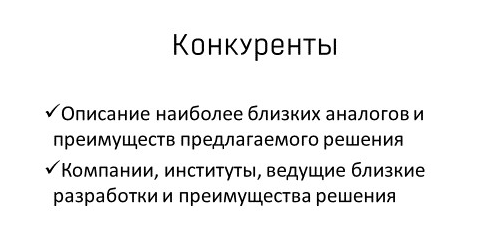 Конкуренты
✓Описание наиболее близких аналогов и
преимуществ предлагаемого решения
✓Компании, институты, ведущие близкие
разработки и преимущества решения